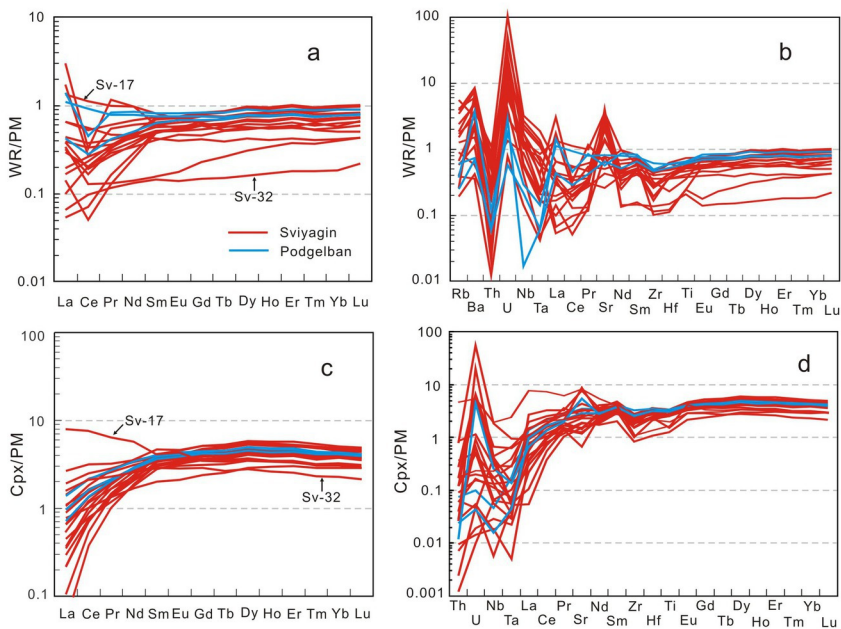 a
WR/PM
10
1
0.1
0.01
Sv-17
Sv-32
Sviyagin
Podgelban
La Ce Pr Nd Sm Eu Gd Tb Dy Ho Er Tm Yb Lu
b
WR/PM
100
10
1
0.1
0.01
Rb Th Nb La Pr Nd Zr Ti Gd Dy Er Yb
Ba U Ta Ce Sr Sm Hf Eu Tb Ho Tm Lu
c
Cpx/PM
100
10
1
0.1
Sv-17
Sv-32
La Ce Pr Nd Sm Eu Gd Tb Dy Ho Er Tm Yb Lu
d
Cpx/PM
100
10
1
0.1
0.01
0.001
Th Nb La Pr Nd Zr Ti Gd Dy Er Yb
U Ta Ce Sr Sm Hf Eu Tb Ho Tm Lu